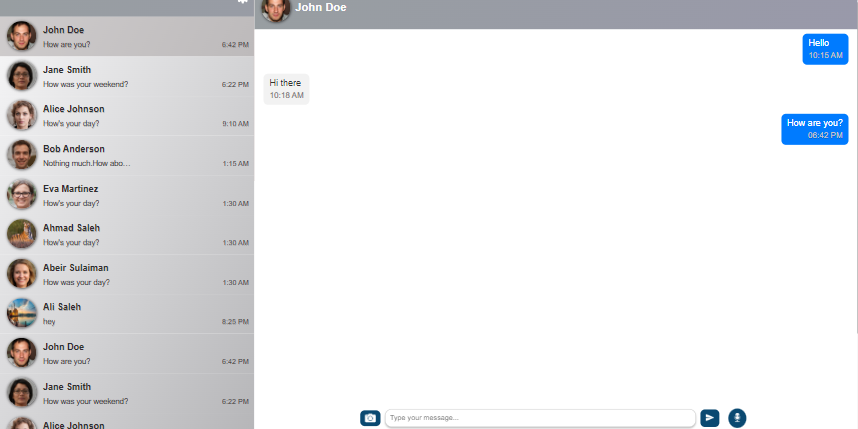 John Doe
How are you?
6:42 PM
Jane Smith
How was your weekend?
6:22 PM
Alice Johnson
How's your day?
9:10 AM
Bob Anderson
Nothing much.How abo...
1:15 AM
Eva Martinez
How's your day?
1:30 AM
Ahmad Saleh
How's your day?
1:30 AM
Abeir Sulaiman
How was your day?
1:30 AM
Ali Saleh
hey
8:25 PM
John Doe
How are you?
6:42 PM
Jane Smith
How was your weekend?
6:22 PM
Alice Johnson
John Doe
Hello
10:15 AM
Hi there
10:18 AM
How are you?
06:42 PM
Type your message...